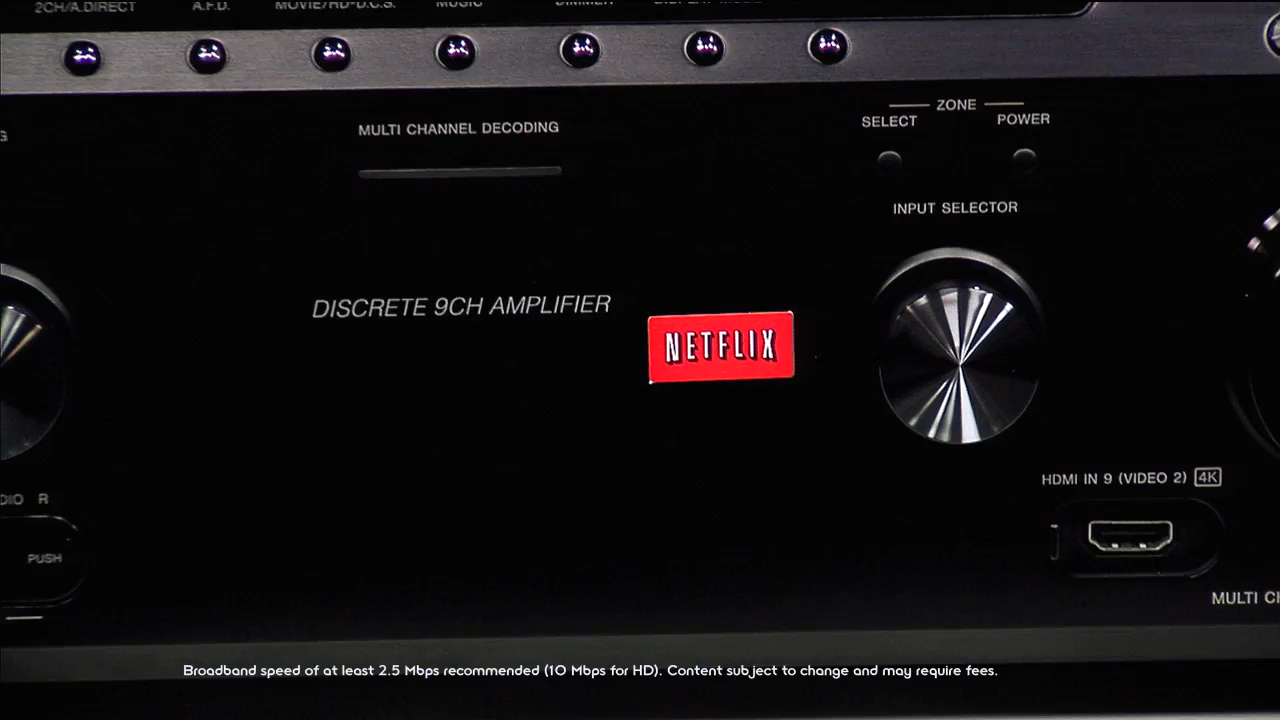 2CH/A.DIRECT A.F.D. MOVIE/HD-D.C.S. MUSIC DIMMER
MULTI CHANNEL DECODING
ZONE
SELECT POWER
INPUT SELECTOR
DISCRETE 9CH AMPLIFIER
NETFLIX
HDMI IN 9 (VIDEO 2) 4K
R
PUSH
MULTI
Broadband speed of at least 2.5 Mbps recommended (10 Mbps for HD). Content subject to change and may require fees.